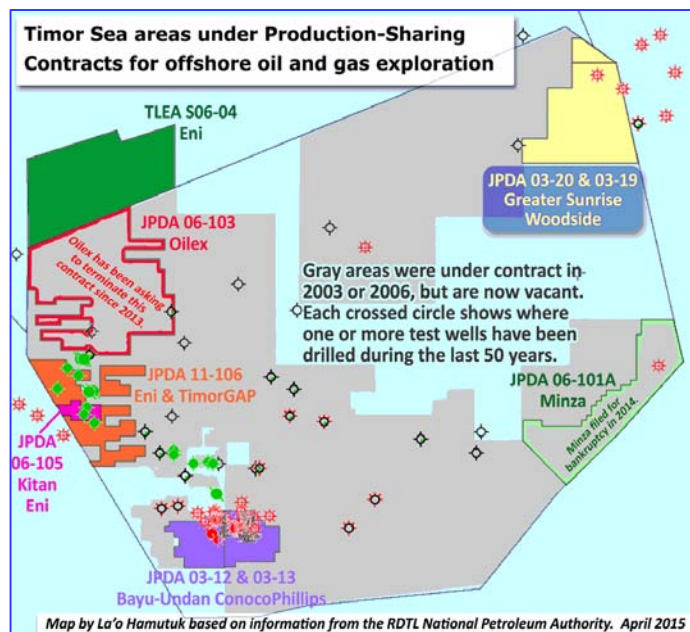 Timor Sea areas under Production-Sharing
Contracts for offshore oil and gas exploration
TLEA S06-04
Eni
JPDA 03-20 & 03-19
Greater Sunrise
Woodside
JPDA 06-103
Oilex
Oilex has been asking
to terminate this
contract since 2013.
Gray areas were under contract in
2003 or 2006, but are now vacant.
Each crossed circle shows where
one or more test wells have been
drilled during the last 50 years.
JPDA 11-106
Eni & TimorGAP
JPDA 06-101A
Minza
Minza filed for
bankruptcy in 2014.
JPDA
06-105
Kitan
Eni
JPDA 03-12 & 03-13
Bayu-Undan ConocoPhillips
Map by La'o Hamutuk based on information from the RDTL National Petroleum Authority. April 2015